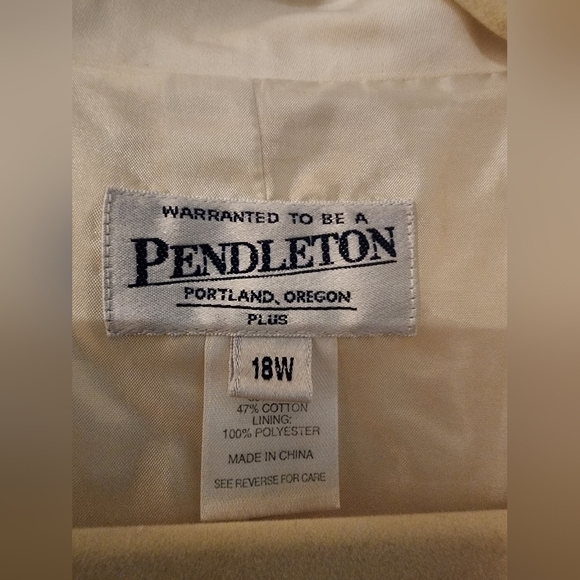 WARRANTED TO BE A
PENDLETON
PORTLAND, OREGON
PLUS
18W
47% COTTON
LINING:
100% POLYESTER
MADE IN CHINA
SEE REVERSE FOR CARE